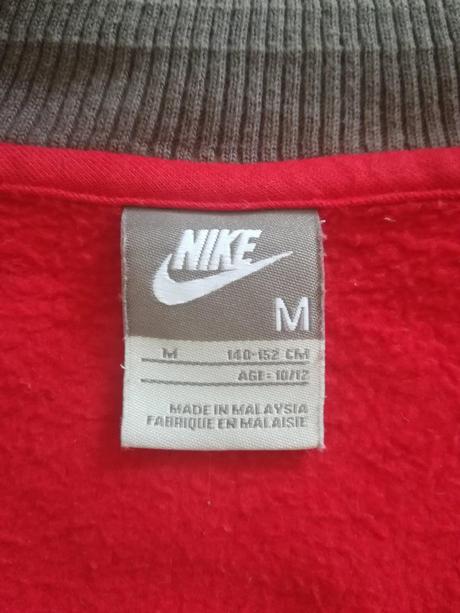 NIKE
M
M 140-152 CM
AGE= 10/12
MADE IN MALAYSIA
FABRIQUE EN MALAISIE